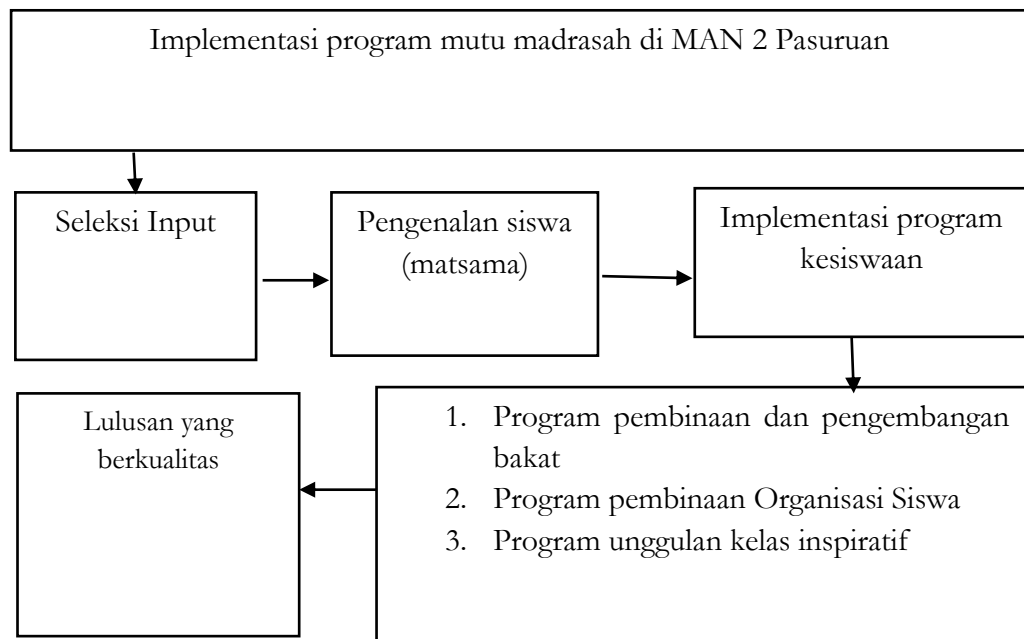 Implementasi program mutu madrasah di MAN 2 Pasuruan
Seleksi Input
Pengenalan siswa
(matsama)
Implementasi program
kesiswaan
1. Program pembinaan dan pengembangan
bakat
2. Program pembinaan Organisasi Siswa
3. Program unggulan kelas inspiratif
Lulusan yang
berkualitas